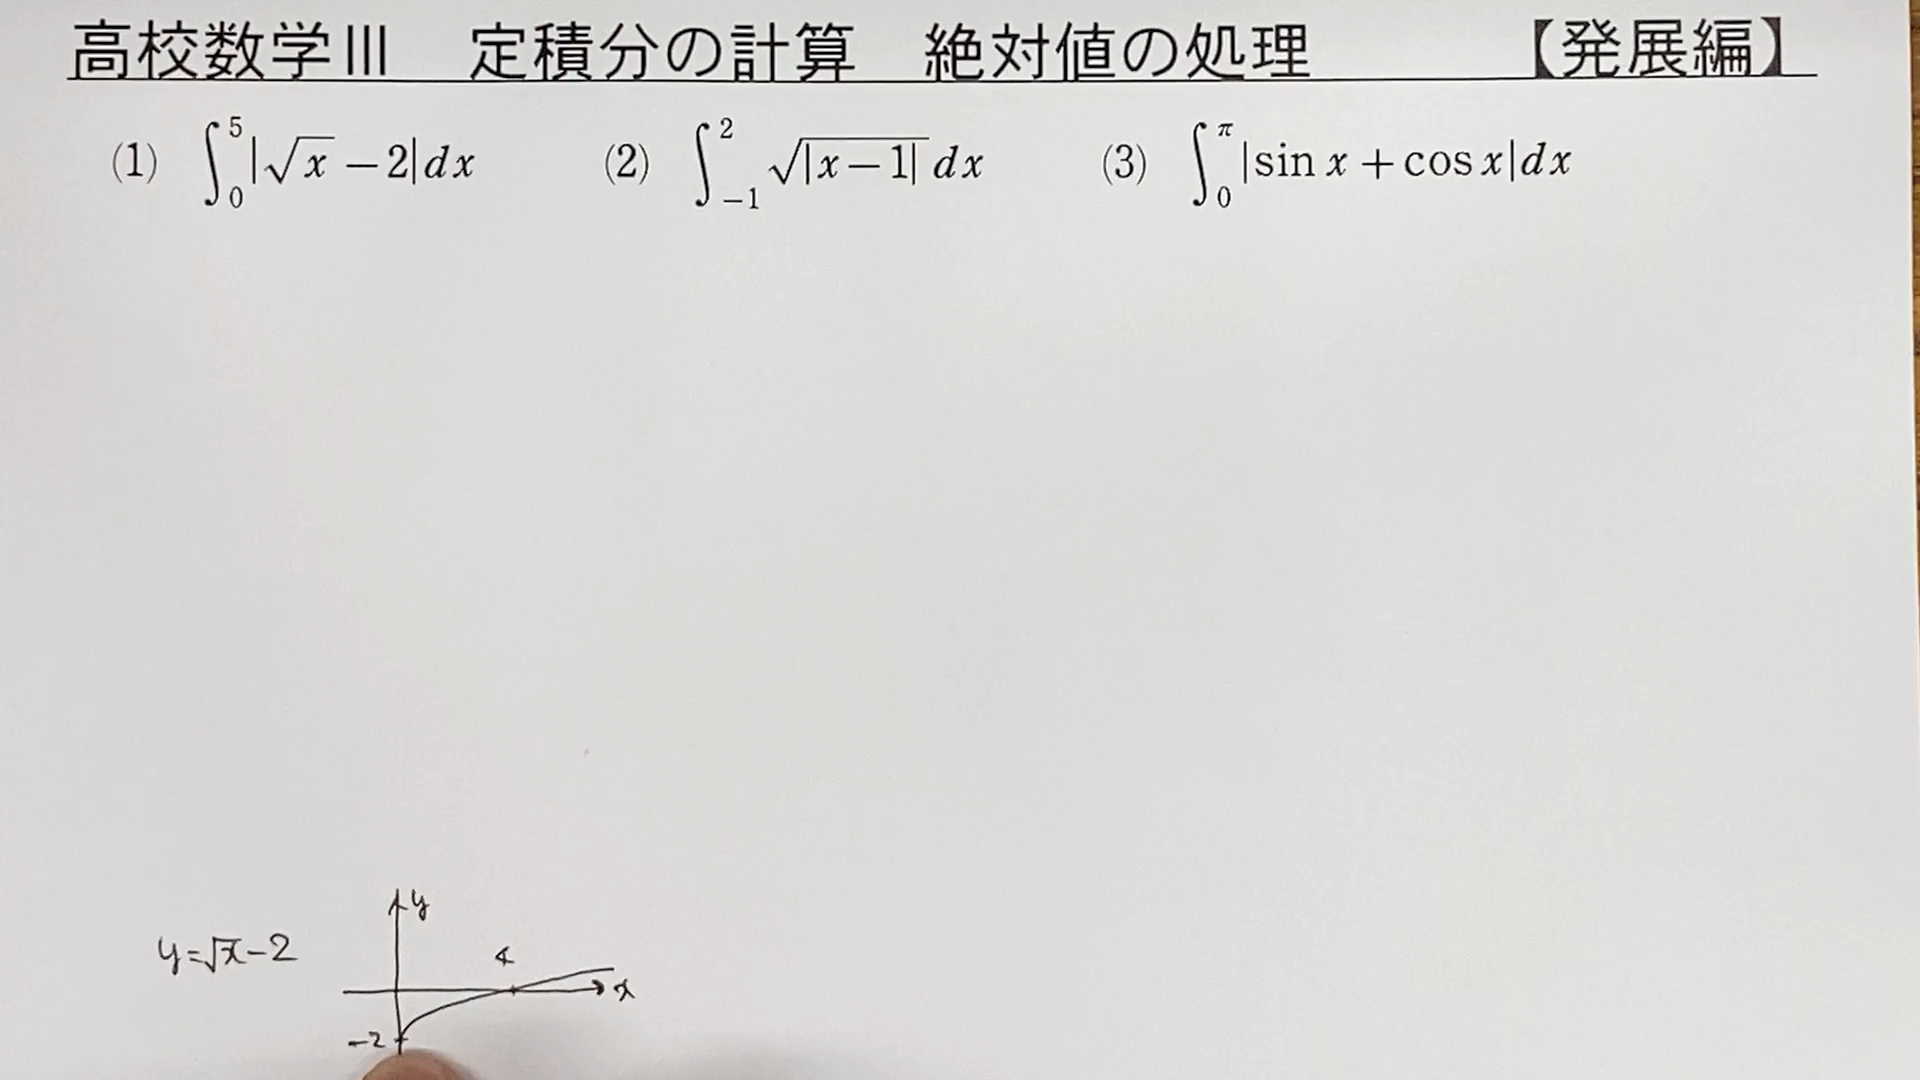 高校数学Ⅲ　定積分の計算　絶対値の処理　【発展編】
(1) ∫₀⁵ |√x − 2| dx　(2) ∫₋₁² √|x − 1| dx　(3) ∫₀^π |sin x + cos x| dx
y
y=√x−2
4
x
−2